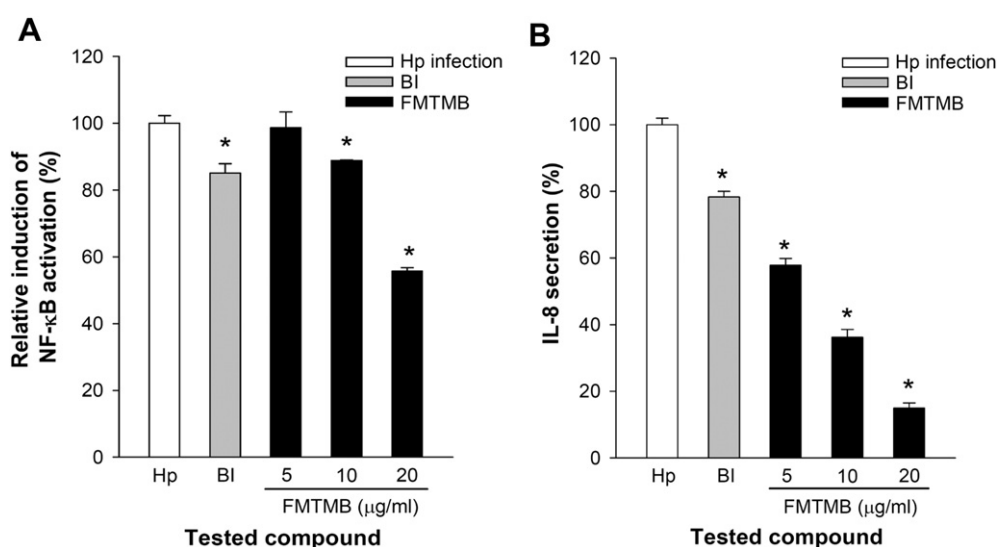 A
Relative induction of
NF-κB activation (%)
120
100
80
60
40
20
0
Hp infection
BI
FMTMB
*
*
*
Hp
BI
5
10
20
FMTMB (μg/ml)
Tested compound
B
IL-8 secretion (%)
120
100
80
60
40
20
0
Hp infection
BI
FMTMB
*
*
*
*
Hp
BI
5
10
20
FMTMB (μg/ml)
Tested compound